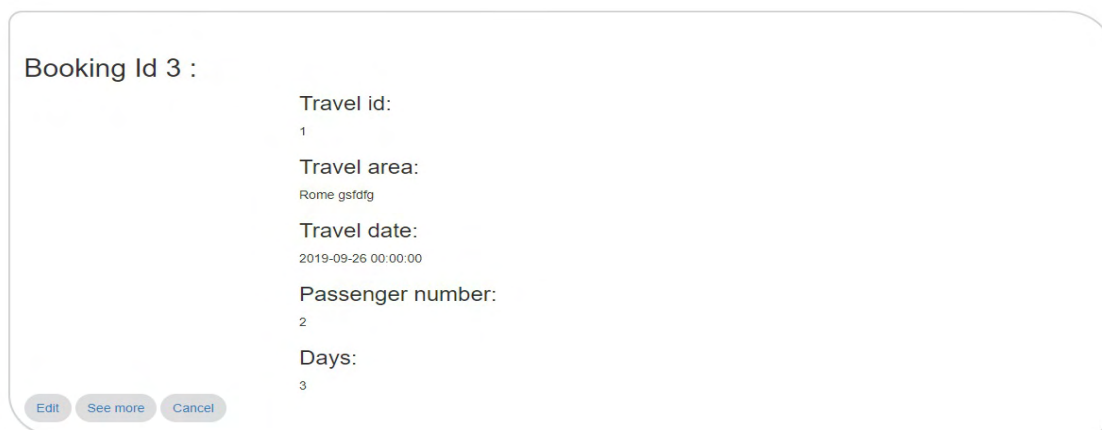 Booking Id 3 :
Travel id:
1
Travel area:
Rome gsfdfg
Travel date:
2019-09-26 00:00:00
Passenger number:
2
Days:
3
Edit See more Cancel